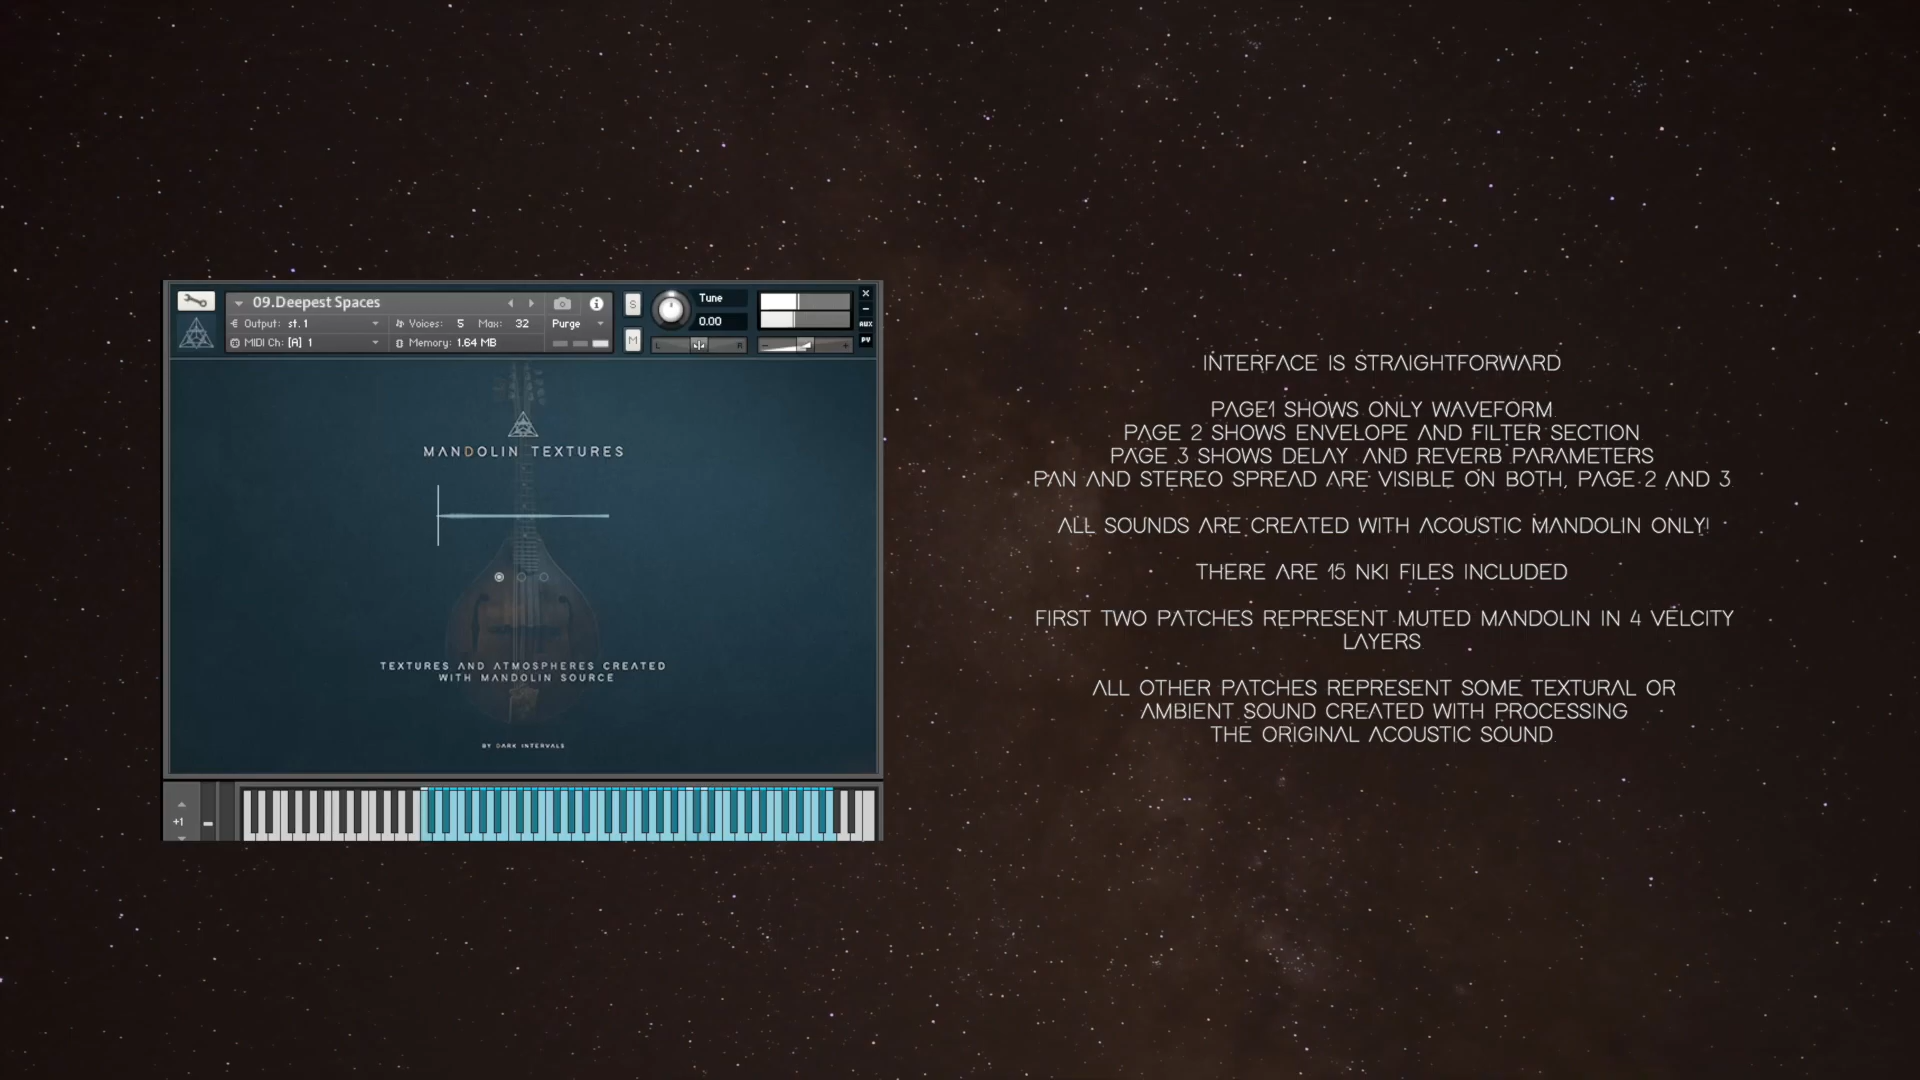 09.Deepest Spaces
Output: st.1
Voices: 5 Max: 32
Purge
MIDI Ch: [A] 1
Memory: 1.64 MB
S
M
Tune
0.00
L R
- +
AUX
PV
MANDOLIN TEXTURES
TEXTURES AND ATMOSPHERES CREATED
WITH MANDOLIN SOURCE
BY DARK INTERVALS
+1
INTERFACE IS STRAIGHTFORWARD
PAGE1 SHOWS ONLY WAVEFORM
PAGE 2 SHOWS ENVELOPE AND FILTER SECTION
PAGE 3 SHOWS DELAY AND REVERB PARAMETERS
PAN AND STEREO SPREAD ARE VISIBLE ON BOTH, PAGE 2 AND 3
ALL SOUNDS ARE CREATED WITH ACOUSTIC MANDOLIN ONLY!
THERE ARE 15 NKI FILES INCLUDED
FIRST TWO PATCHES REPRESENT MUTED MANDOLIN IN 4 VELCITY
LAYERS
ALL OTHER PATCHES REPRESENT SOME TEXTURAL OR
AMBIENT SOUND CREATED WITH PROCESSING
THE ORIGINAL ACOUSTIC SOUND